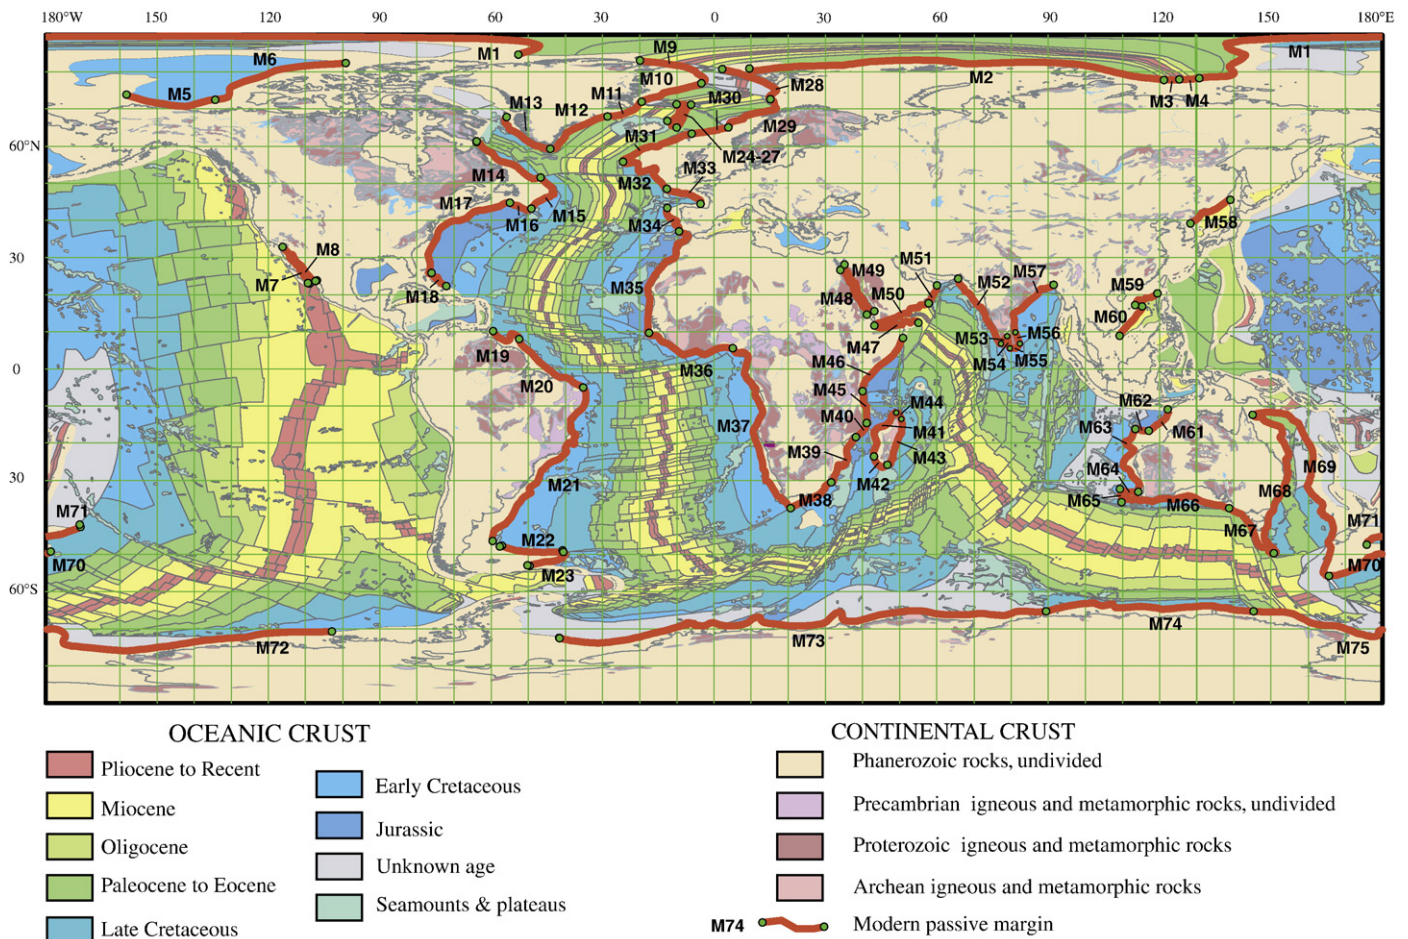 180°W 150 120 90 60 30 0 30 60 90 120 150 180°E
M1 M9 M1
M6 M10 M2 M28
M5 M13 M12 M11 M30 M3 M4
M31 M29
60°N M24-27
M14 M32 M33
M17 M16 M15 M34 M58
30 M8 M51 M57
M7 M49 M52 M59
M18 M35 M48 M50 M60
M19 M47 M53 M56
M46 M54 M55
0 M20 M36 M45 M44 M62
M40 M41 M63 M61
M37 M39 M43 M64 M69
30 M21 M42 M65 M66 M68
M38 M67
M71 M22 M71
M70 M23 M70
60°S
M72 M73 M74 M75
OCEANIC CRUST
Pliocene to Recent
Miocene
Oligocene
Paleocene to Eocene
Late Cretaceous
Early Cretaceous
Jurassic
Unknown age
Seamounts & plateaus
CONTINENTAL CRUST
Phanerozoic rocks, undivided
Precambrian igneous and metamorphic rocks, undivided
Proterozoic igneous and metamorphic rocks
Archean igneous and metamorphic rocks
M74 Modern passive margin